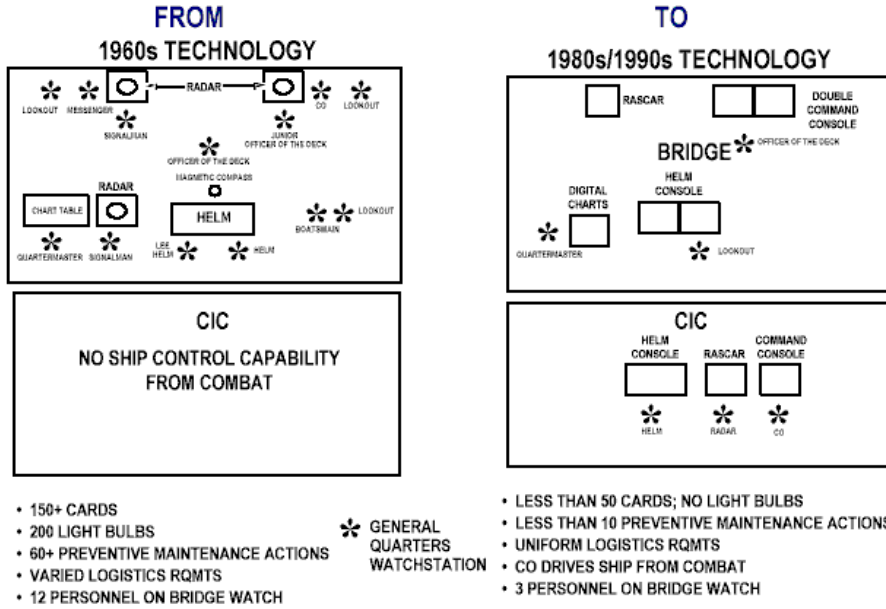 FROM
1960s TECHNOLOGY
RADAR
LOOKOUT
MESSENGER
CO
LOOKOUT
SIGNALMAN
JUNIOR
OFFICER OF THE DECK
OFFICER OF THE DECK
MAGNETIC COMPASS
RADAR
CHART TABLE
HELM
LOOKOUT
BOATSWAIN
QUARTERMASTER
SIGNALMAN
LEE
HELM
HELM
CIC
NO SHIP CONTROL CAPABILITY
FROM COMBAT
• 150+ CARDS
• 200 LIGHT BULBS
• 60+ PREVENTIVE MAINTENANCE ACTIONS
• VARIED LOGISTICS RQMTS
• 12 PERSONNEL ON BRIDGE WATCH
GENERAL
QUARTERS
WATCHSTATION
TO
1980s/1990s TECHNOLOGY
RASCAR
DOUBLE
COMMAND
CONSOLE
OFFICER OF THE DECK
BRIDGE
HELM
CONSOLE
DIGITAL
CHARTS
QUARTERMASTER
LOOKOUT
CIC
HELM
CONSOLE
RASCAR
COMMAND
CONSOLE
HELM
RADAR
CO
• LESS THAN 50 CARDS; NO LIGHT BULBS
• LESS THAN 10 PREVENTIVE MAINTENANCE ACTIONS
• UNIFORM LOGISTICS RQMTS
• CO DRIVES SHIP FROM COMBAT
• 3 PERSONNEL ON BRIDGE WATCH